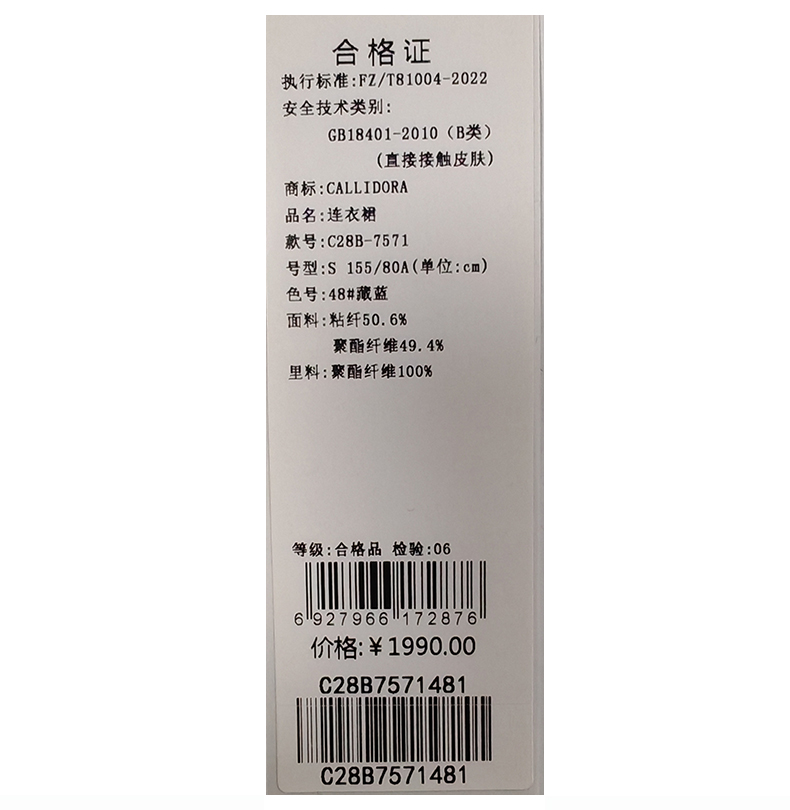 合格证
执行标准:FZ/T81004-2022
安全技术类别:
GB18401-2010（B类）
(直接接触皮肤)
商标:CALLIDORA
品名:连衣裙
款号:C28B-7571
号型:S 155/80A(单位:cm)
色号:48#藏蓝
面料:粘纤50.6%
聚酯纤维49.4%
里料:聚酯纤维100%
等级:合格品 检验:06
6 927966 172876
价格:￥1990.00
C28B7571481
C28B7571481